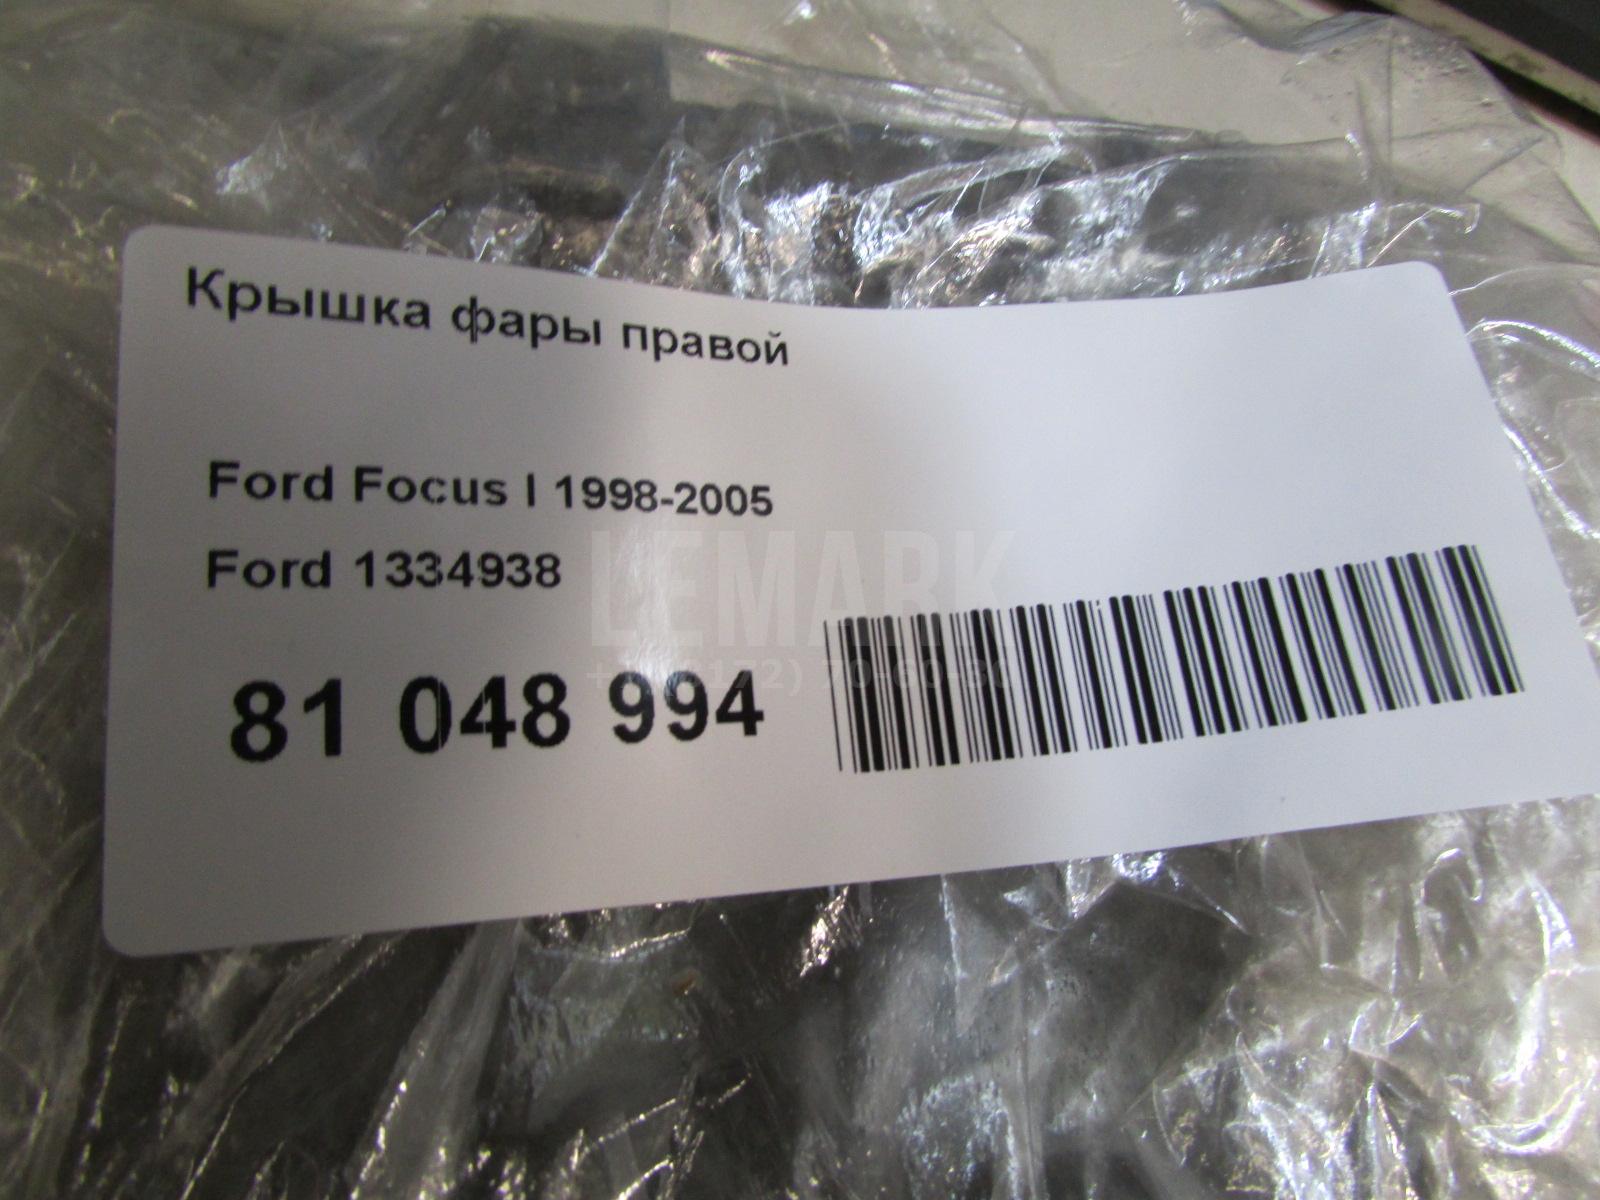 Крышка фары правой
Ford Focus I 1998-2005
Ford 1334938
LEMARK
81 048 994